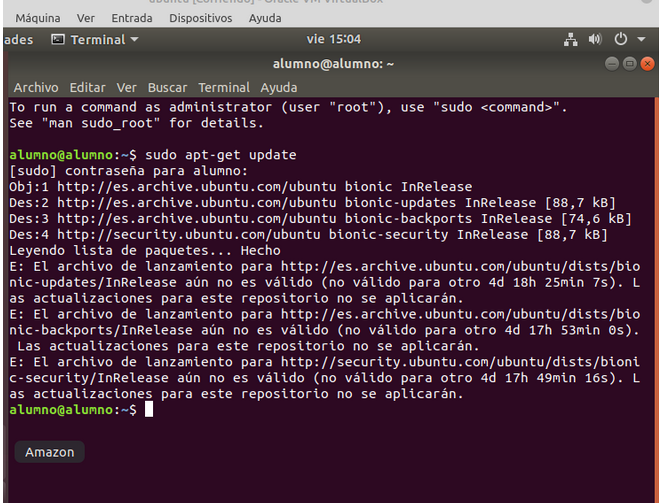 ubuntu [Corriendo] - Oracle VM VirtualBox
Máquina Ver Entrada Dispositivos Ayuda
ades Terminal vie 15:04
alumno@alumno: ~
Archivo Editar Ver Buscar Terminal Ayuda
To run a command as administrator (user "root"), use "sudo <command>".
See "man sudo_root" for details.
alumno@alumno:~$ sudo apt-get update
[sudo] contraseña para alumno:
Obj:1 http://es.archive.ubuntu.com/ubuntu bionic InRelease
Des:2 http://es.archive.ubuntu.com/ubuntu bionic-updates InRelease [88,7 kB]
Des:3 http://es.archive.ubuntu.com/ubuntu bionic-backports InRelease [74,6 kB]
Des:4 http://security.ubuntu.com/ubuntu bionic-security InRelease [88,7 kB]
Leyendo lista de paquetes... Hecho
E: El archivo de lanzamiento para http://es.archive.ubuntu.com/ubuntu/dists/bio
nic-updates/InRelease aún no es válido (no válido para otro 4d 18h 25min 7s). L
as actualizaciones para este repositorio no se aplicarán.
E: El archivo de lanzamiento para http://es.archive.ubuntu.com/ubuntu/dists/bio
nic-backports/InRelease aún no es válido (no válido para otro 4d 17h 53min 0s).
 Las actualizaciones para este repositorio no se aplicarán.
E: El archivo de lanzamiento para http://security.ubuntu.com/ubuntu/dists/bioni
c-security/InRelease aún no es válido (no válido para otro 4d 17h 49min 16s). L
as actualizaciones para este repositorio no se aplicarán.
alumno@alumno:~$
Amazon